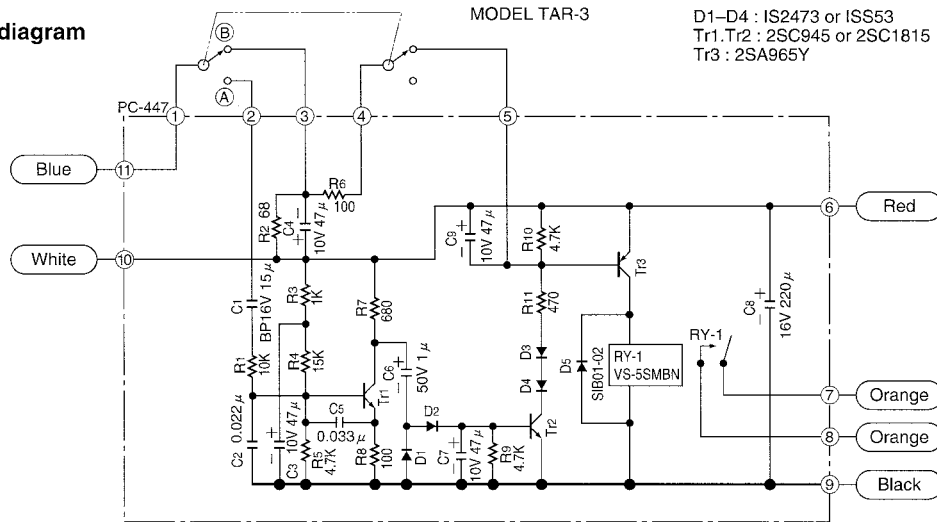 diagram
MODEL TAR-3
D1–D4 : IS2473 or ISS53
Tr1.Tr2 : 2SC945 or 2SC1815
Tr3 : 2SA965Y
B
A
PC-447
1
2
3
4
5
Blue
11
R6
100
R2 68
C4
10V 47μ
C9
10V 47μ
R10
4.7K
6
Red
White
10
C1
BP16V 15μ
R3
1K
R7
680
Tr3
R11
470
C8
16V 220μ
R1
10K
R4
15K
C6
50V 1μ
D3
D5
SIB01-02
RY-1
VS-5SMBN
RY-1
D4
Tr1
C2
0.022μ
C3
10V 47μ
C5
0.033μ
D2
Tr2
7
Orange
R5
4.7K
R8
100
D1
C7
10V 47μ
R9
4.7K
8
Orange
9
Black